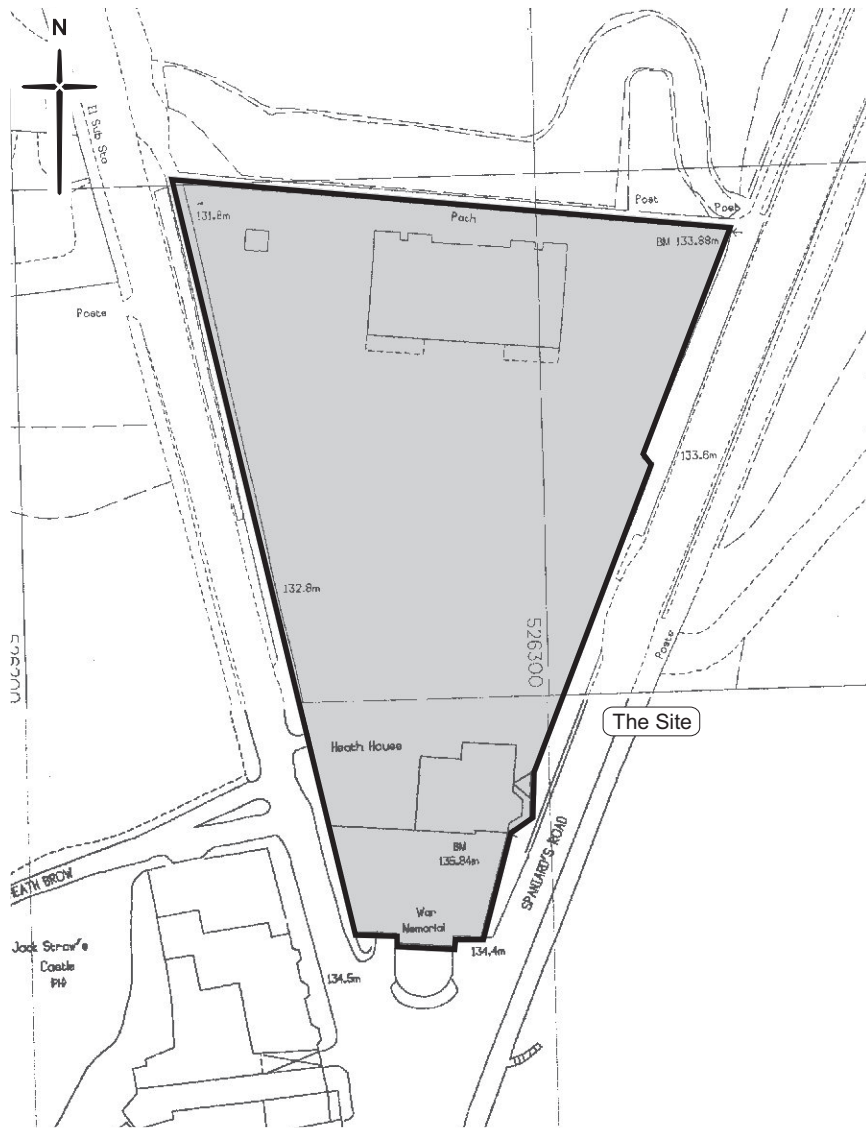 N
El Sub Sta
131.8m
Path
Post
Posts
BM 133.88m
Posts
133.6m
132.8m
526300
526300
Posts
The Site
Heath House
BM
135.84m
SPANIARD'S ROAD
HEATH BROW
War
Memorial
Jack Straw's
Castle
PH
134.5m
134.4m